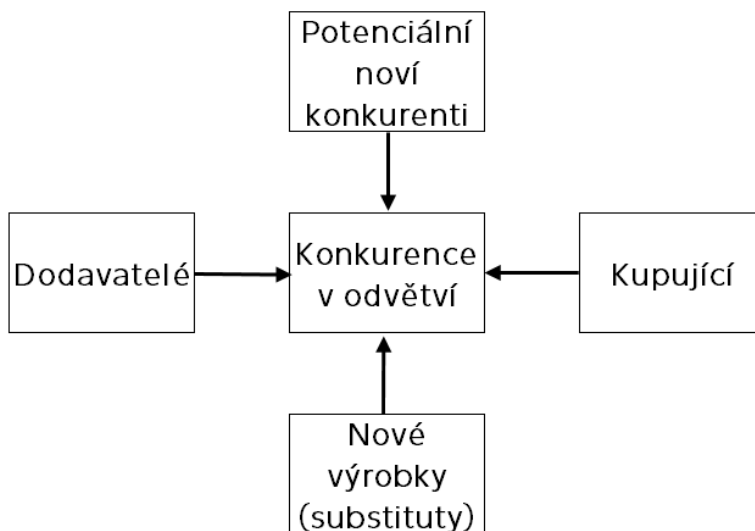 Potenciální
noví
konkurenti
Dodavatelé
Konkurence
v odvětví
Kupující
Nové
výrobky
(substituty)